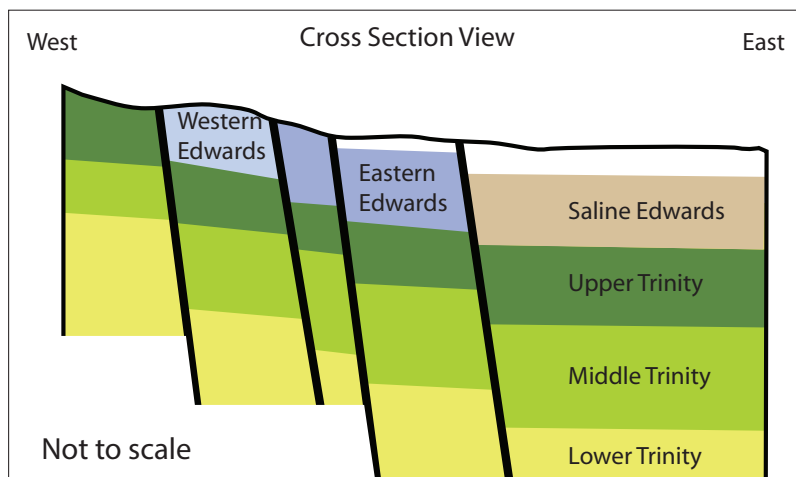 Cross Section View
West
East
Western
Edwards
Eastern
Edwards
Saline Edwards
Upper Trinity
Middle Trinity
Lower Trinity
Not to scale